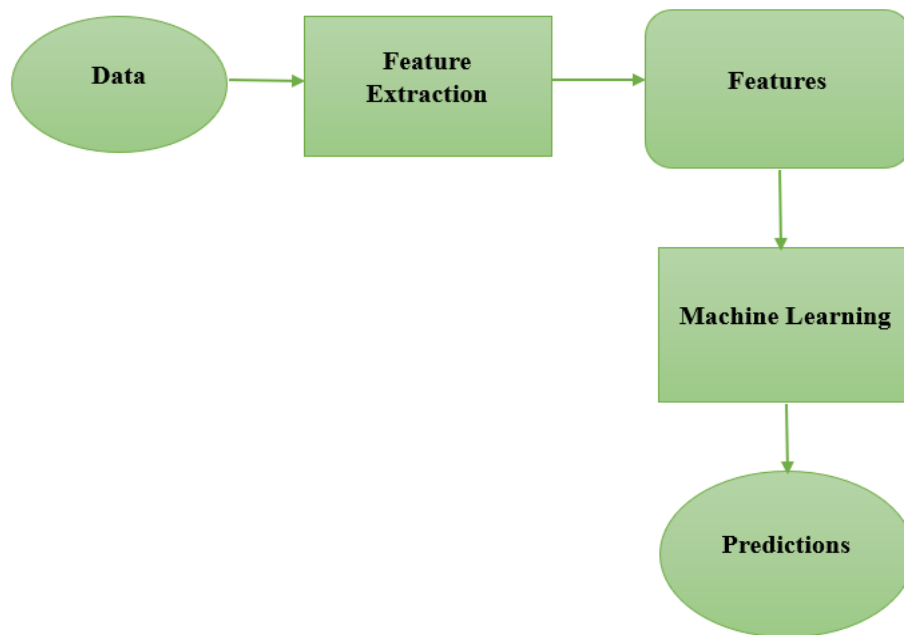 Data
Feature
Extraction
Features
Machine Learning
Predictions